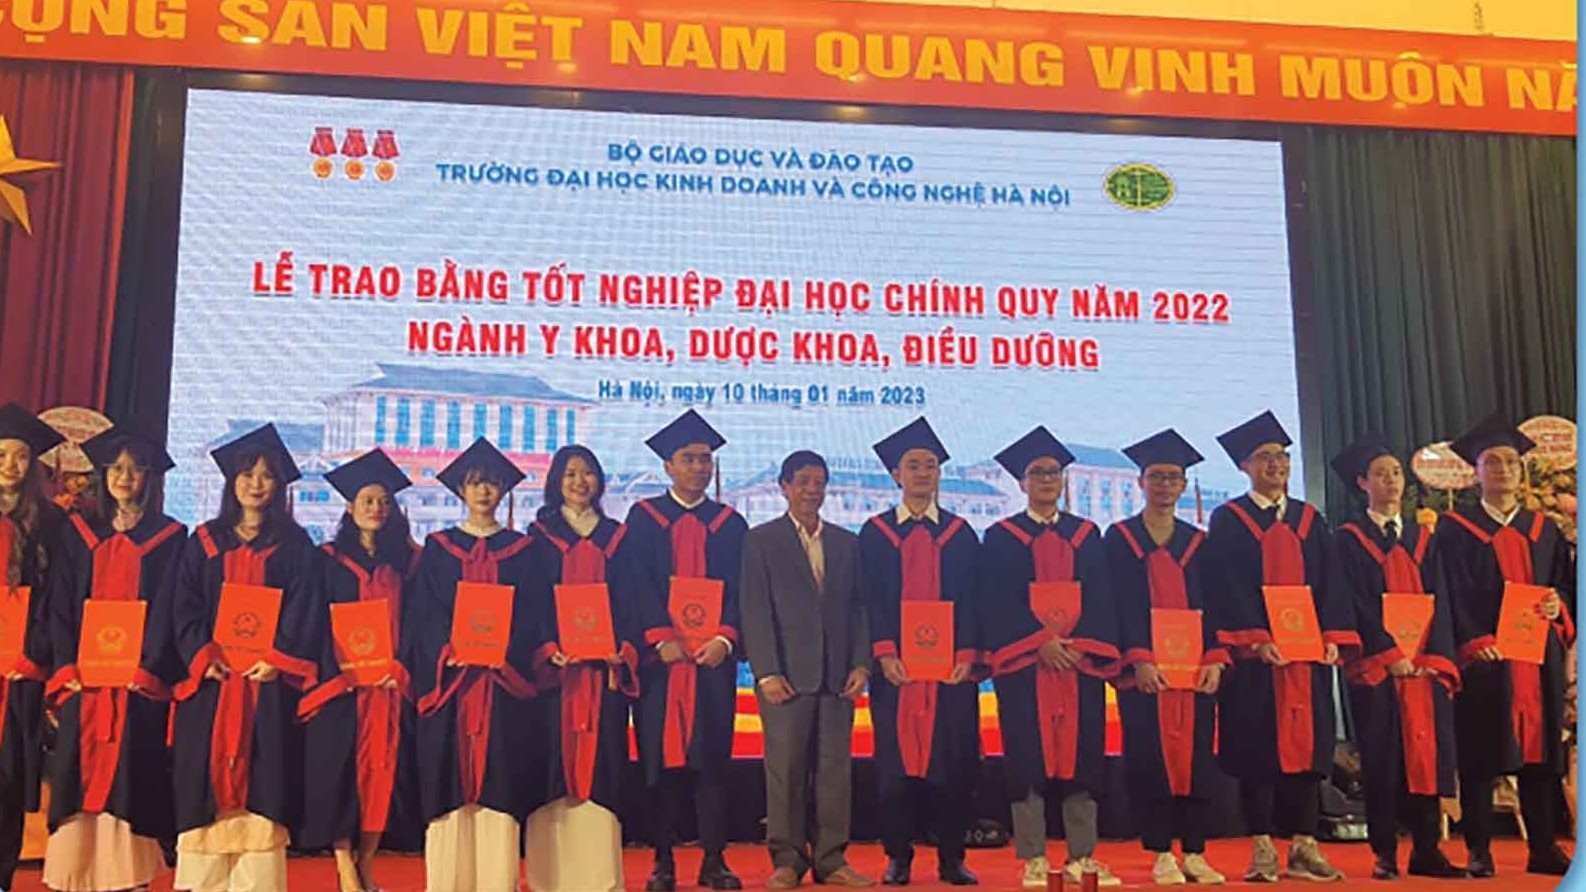 CỘNG SẢN VIỆT NAM QUANG VINH MUÔN NĂ
BỘ GIÁO DỤC VÀ ĐÀO TẠO
TRƯỜNG ĐẠI HỌC KINH DOANH VÀ CÔNG NGHỆ HÀ NỘI
LỄ TRAO BẰNG TỐT NGHIỆP ĐẠI HỌC CHÍNH QUY NĂM 2022
NGÀNH Y KHOA, DƯỢC KHOA, ĐIỀU DƯỠNG
Hà Nội, ngày 10 tháng 01 năm 2023